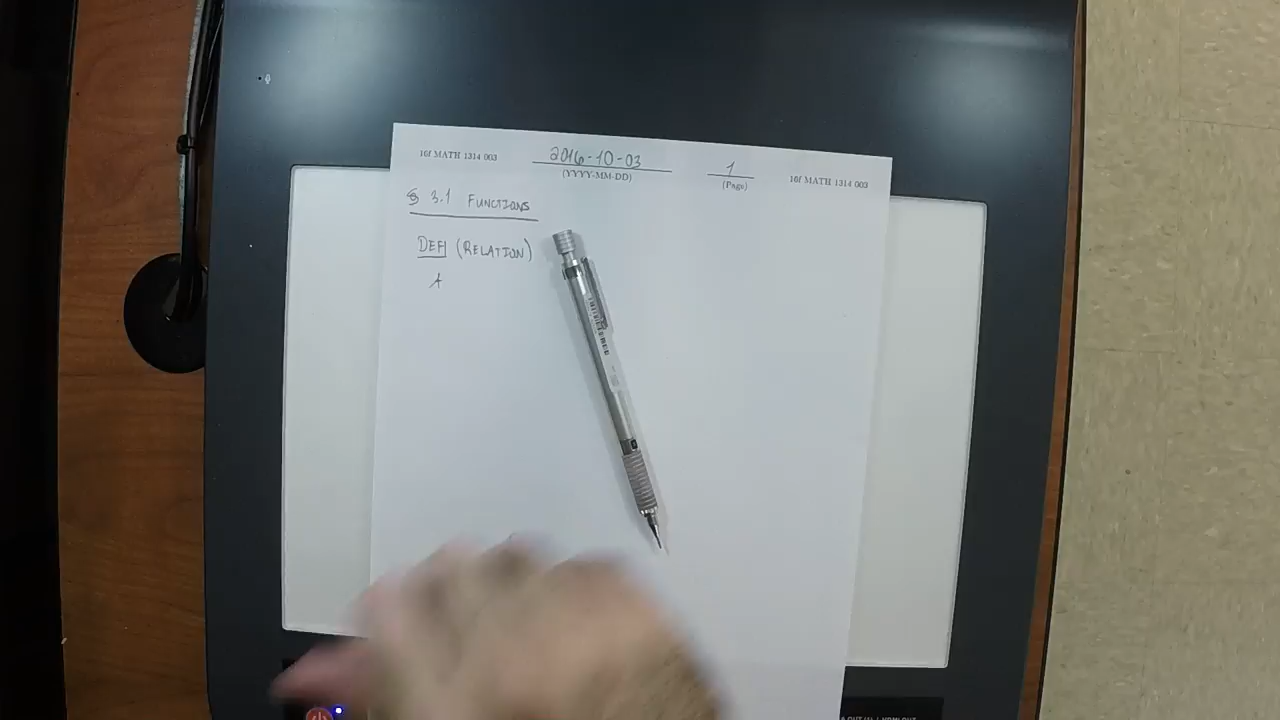 16f MATH 1314 003 2016-10-03 1 16f MATH 1314 003
(YYYY-MM-DD) (Page)
§ 3.1 FUNCTIONS
DEF (RELATION)
A